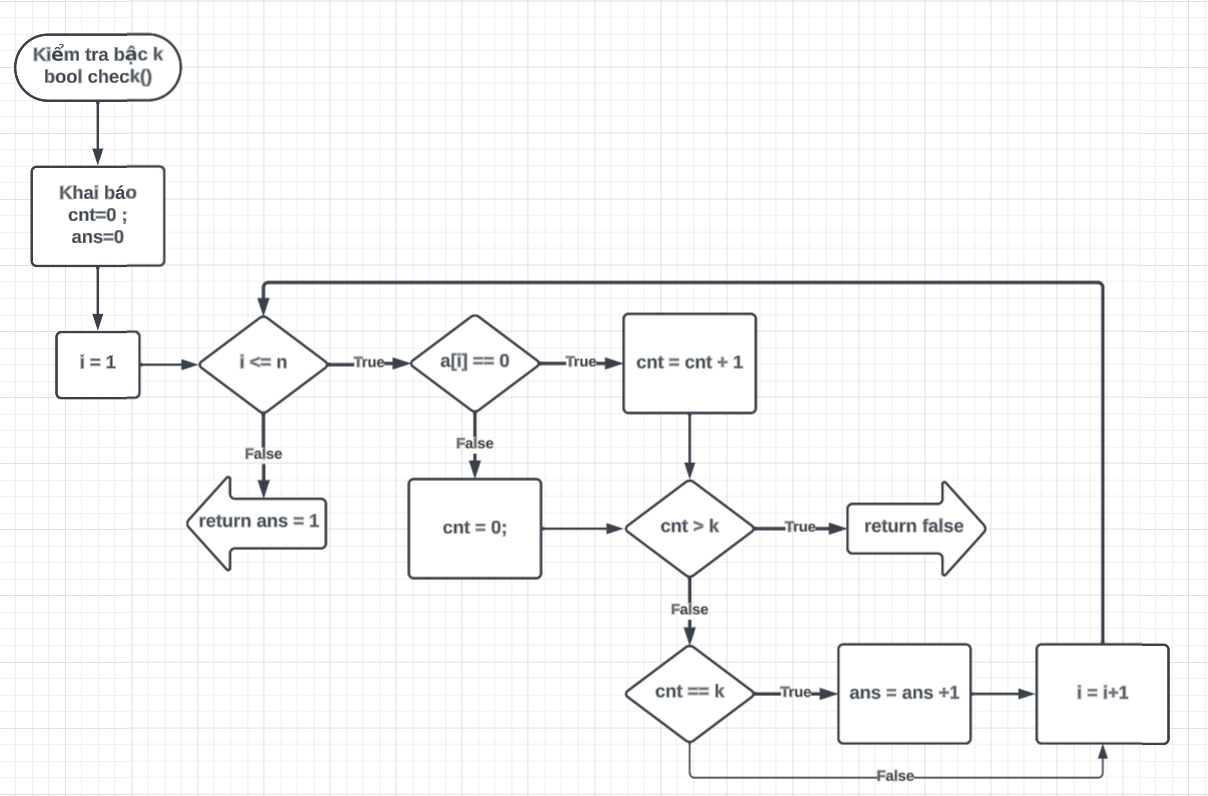 Kiểm tra bậc k
bool check()
Khai báo
cnt=0 ;
ans=0
i = 1
i <= n
True
a[i] == 0
True
cnt = cnt + 1
False
False
return ans = 1
cnt = 0;
cnt > k
True
return false
False
cnt == k
True
ans = ans +1
i = i+1
False